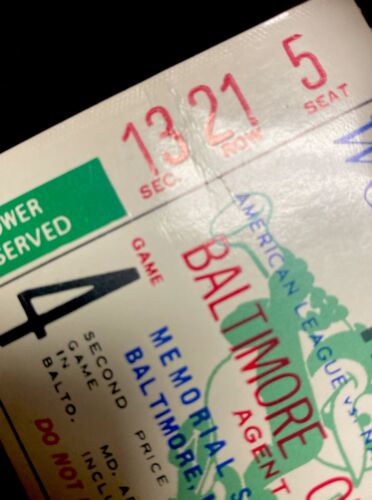 13 21 5
SEC ROW SEAT
SERVED
GAME
4
SECOND
GAME
IN
BALTO.
DO NOT
AMERICAN LEAGUE vs. N
BALTIMORE
AGENT
MEMORIAL S
BALTIMORE,
PRICE
MD.
INCL